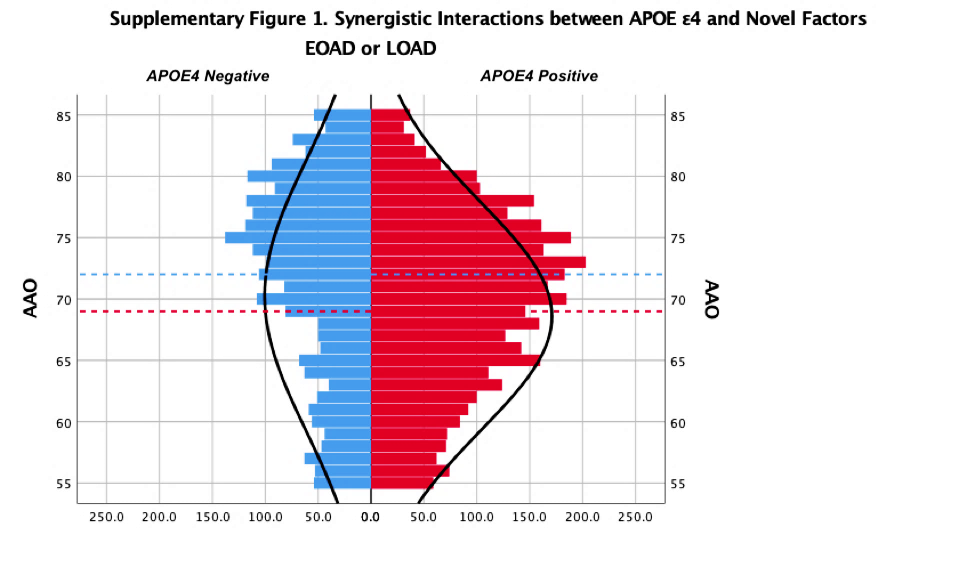 Supplementary Figure 1. Synergistic Interactions between APOE ε4 and Novel Factors
EOAD or LOAD
APOE4 Negative APOE4 Positive
85 85
80 80
75 75
70 70
65 65
60 60
55 55
AAO AAO
250.0 200.0 150.0 100.0 50.0 0.0 0.0 50.0 100.0 150.0 200.0 250.0